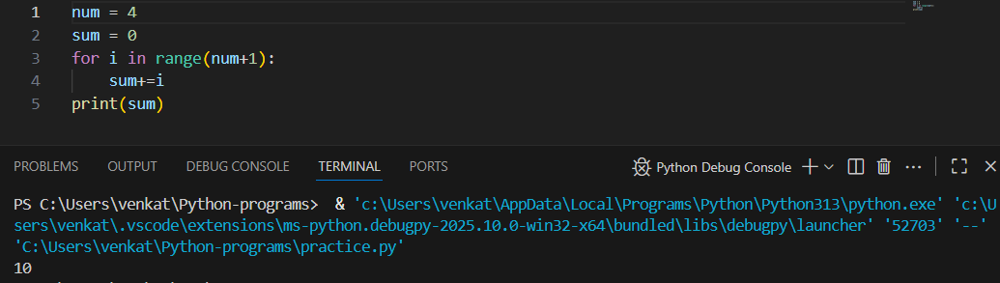 1 num = 4
2 sum = 0
3 for i in range(num+1):
4     sum+=i
5 print(sum)
PROBLEMS OUTPUT DEBUG CONSOLE TERMINAL PORTS Python Debug Console
PS C:\Users\venkat\Python-programs>  & 'c:\Users\venkat\AppData\Local\Programs\Python\Python313\python.exe' 'c:\U
sers\venkat\.vscode\extensions\ms-python.debugpy-2025.10.0-win32-x64\bundled\libs\debugpy\launcher' '52703' '--'
'C:\Users\venkat\Python-programs\practice.py'
10